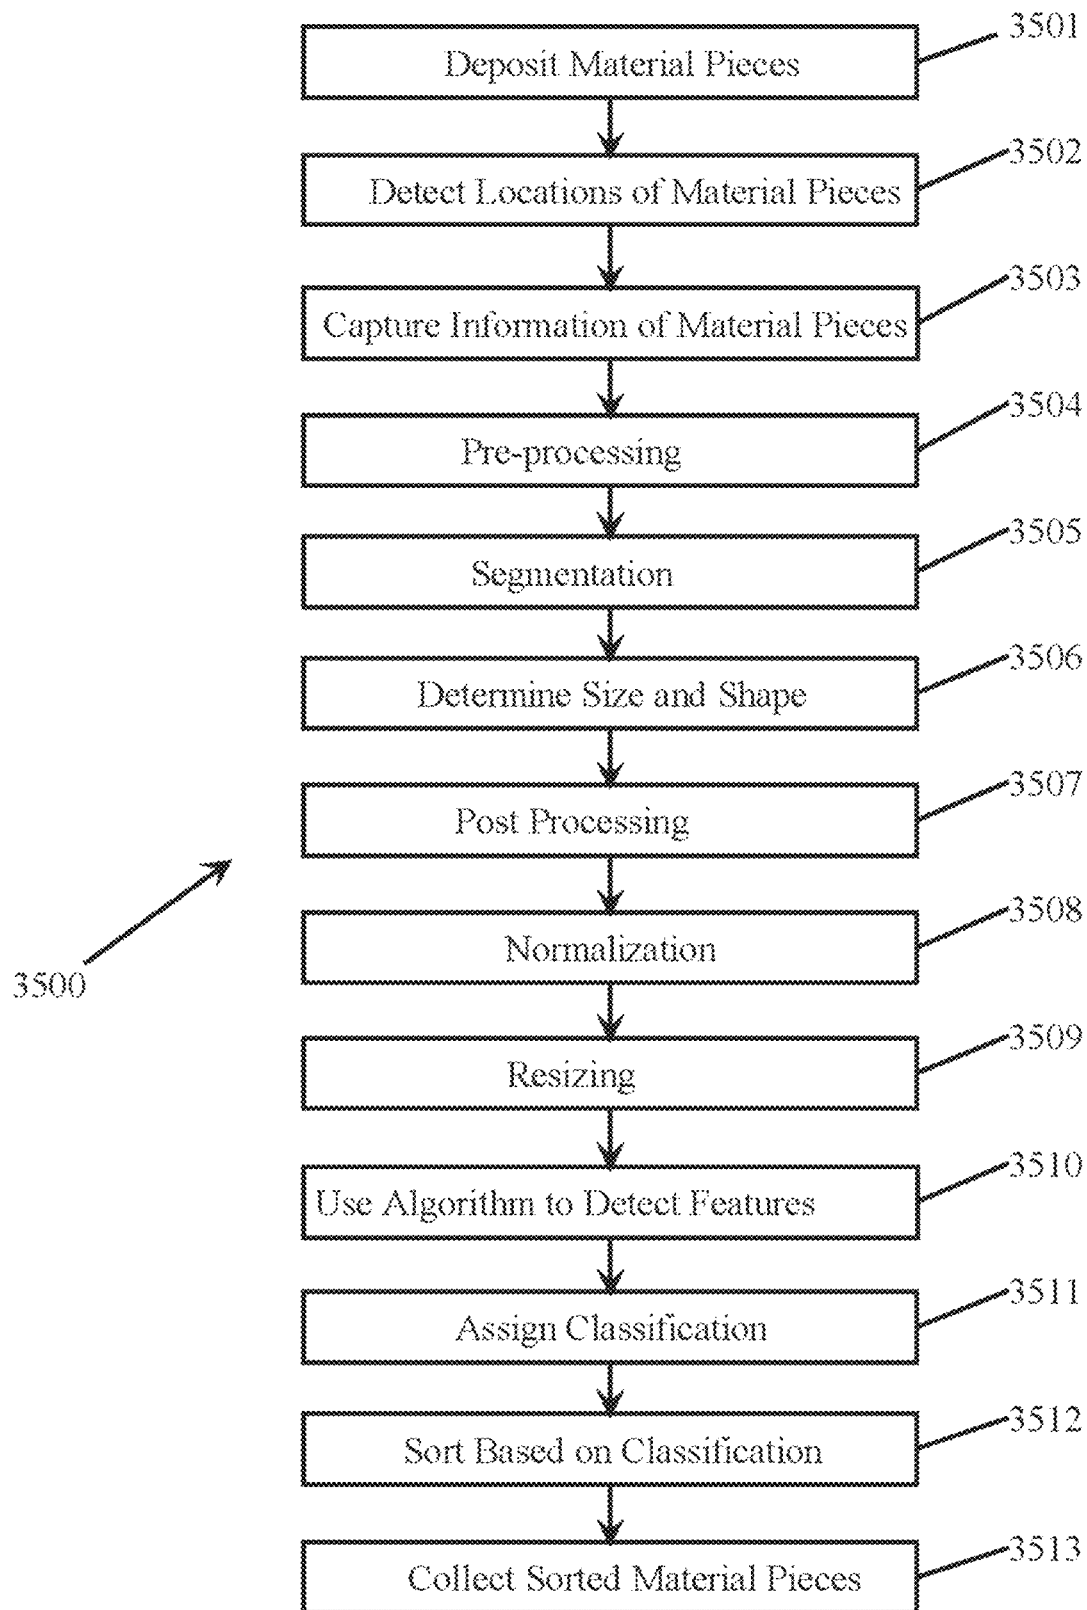 3501
Deposit Material Pieces
3502
Detect Locations of Material Pieces
3503
Capture Information of Material Pieces
3504
Pre-processing
3505
Segmentation
3506
Determine Size and Shape
3507
Post Processing
3508
Normalization
3500
3509
Resizing
3510
Use Algorithm to Detect Features
3511
Assign Classification
3512
Sort Based on Classification
3513
Collect Sorted Material Pieces